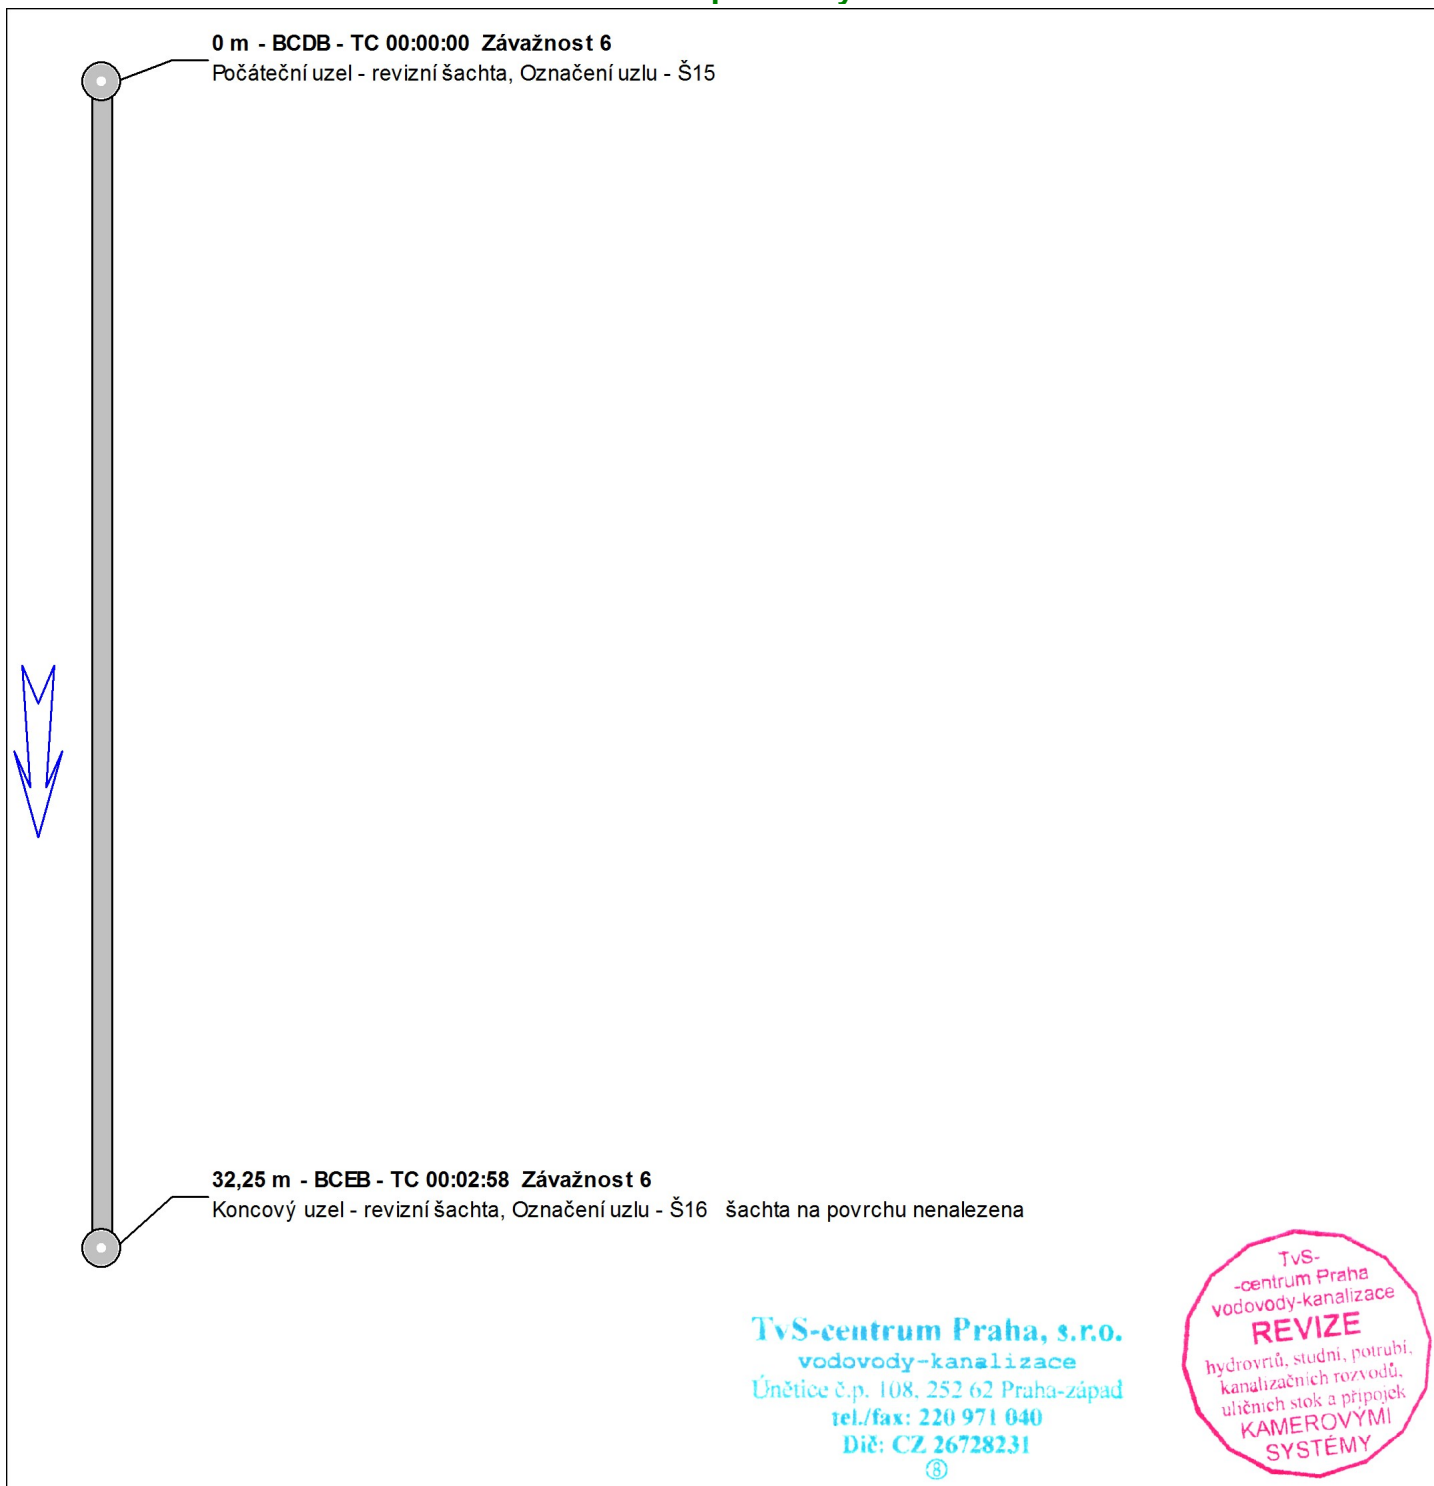 0 m - BCDB - TC 00:00:00 Závažnost 6
Počáteční uzel - revizní šachta, Označení uzlu - Š15
32,25 m - BCEB - TC 00:02:58 Závažnost 6
Koncový uzel - revizní šachta, Označení uzlu - Š16 šachta na povrchu nenalezena
TvS-centrum Praha, s.r.o.
vodovody-kanalizace
Únětice č.p. 108, 252 62 Praha-západ
tel./fax: 220 971 040
Dič: CZ 26728231
⑧
TvS-
-centrum Praha
vodovody-kanalizace
REVIZE
hydrovrtů, studní, potrubí,
kanalizačních rozvodů,
uličních stok a přípojek
KAMEROVÝMI
SYSTÉMY